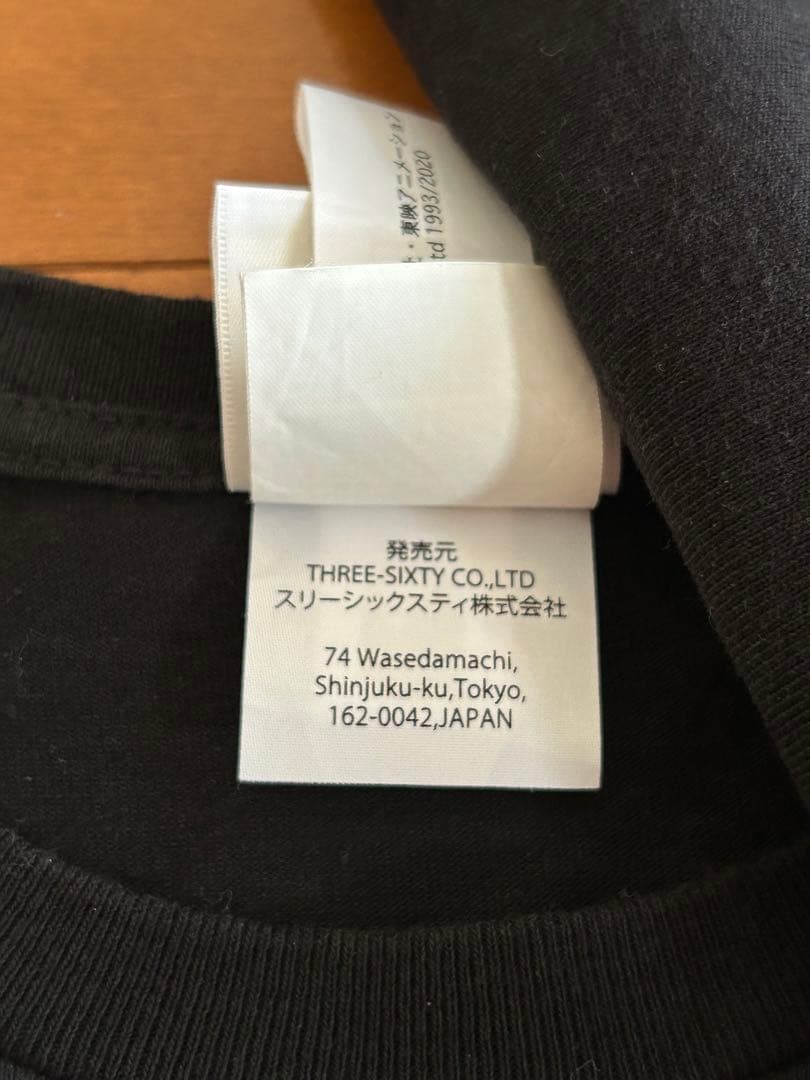 ・東映アニメーション
td 1993/2020
発売元
THREE-SIXTY CO.,LTD
スリーシックスティ株式会社
74 Wasedamachi,
Shinjuku-ku,Tokyo,
162-0042,JAPAN